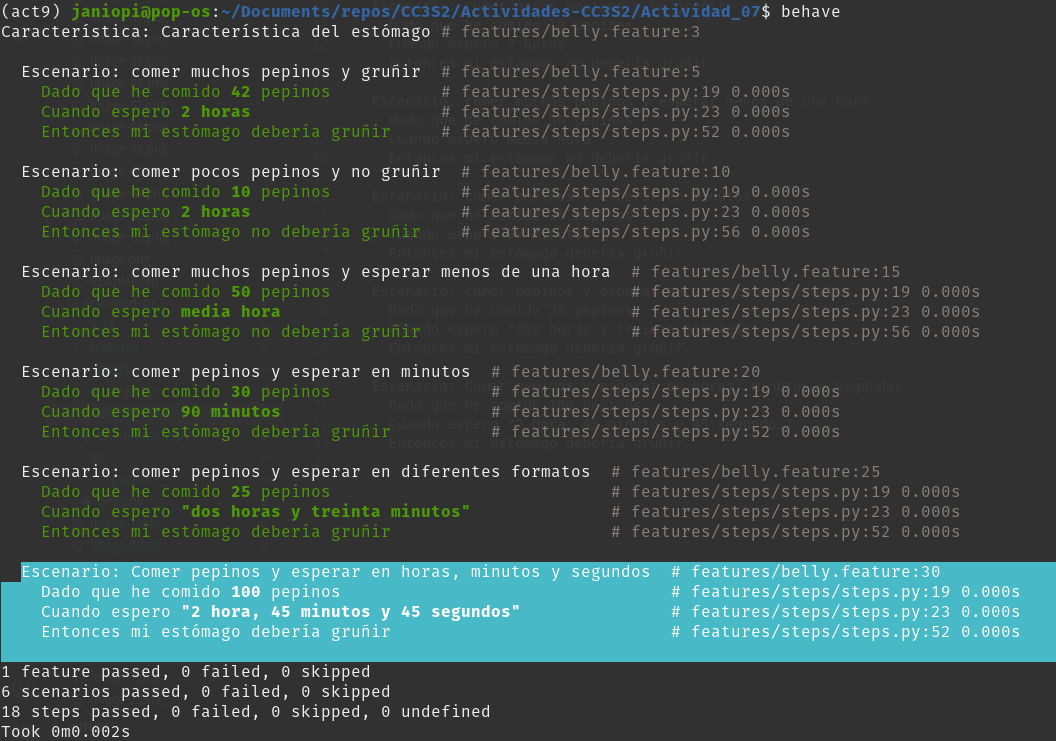 (act9) janiopi@pop-os:~/Documents/repos/CC3S2/Actividades-CC3S2/Actividad_07$ behave
Característica: Característica del estómago # features/belly.feature:3
Escenario: comer muchos pepinos y gruñir # features/belly.feature:5
Dado que he comido 42 pepinos # features/steps/steps.py:19 0.000s
Cuando espero 2 horas # features/steps/steps.py:23 0.000s
Entonces mi estómago debería gruñir # features/steps/steps.py:52 0.000s
Escenario: comer pocos pepinos y no gruñir # features/belly.feature:10
Dado que he comido 10 pepinos # features/steps/steps.py:19 0.000s
Cuando espero 2 horas # features/steps/steps.py:23 0.000s
Entonces mi estómago no debería gruñir # features/steps/steps.py:56 0.000s
Escenario: comer muchos pepinos y esperar menos de una hora # features/belly.feature:15
Dado que he comido 50 pepinos # features/steps/steps.py:19 0.000s
Cuando espero media hora # features/steps/steps.py:23 0.000s
Entonces mi estómago no debería gruñir # features/steps/steps.py:56 0.000s
Escenario: comer pepinos y esperar en minutos # features/belly.feature:20
Dado que he comido 30 pepinos # features/steps/steps.py:19 0.000s
Cuando espero 90 minutos # features/steps/steps.py:23 0.000s
Entonces mi estómago debería gruñir # features/steps/steps.py:52 0.000s
Escenario: comer pepinos y esperar en diferentes formatos # features/belly.feature:25
Dado que he comido 25 pepinos # features/steps/steps.py:19 0.000s
Cuando espero "dos horas y treinta minutos" # features/steps/steps.py:23 0.000s
Entonces mi estómago debería gruñir # features/steps/steps.py:52 0.000s
Escenario: Comer pepinos y esperar en horas, minutos y segundos # features/belly.feature:30
Dado que he comido 100 pepinos # features/steps/steps.py:19 0.000s
Cuando espero "2 hora, 45 minutos y 45 segundos" # features/steps/steps.py:23 0.000s
Entonces mi estómago debería gruñir # features/steps/steps.py:52 0.000s
1 feature passed, 0 failed, 0 skipped
6 scenarios passed, 0 failed, 0 skipped
18 steps passed, 0 failed, 0 skipped, 0 undefined
Took 0m0.002s